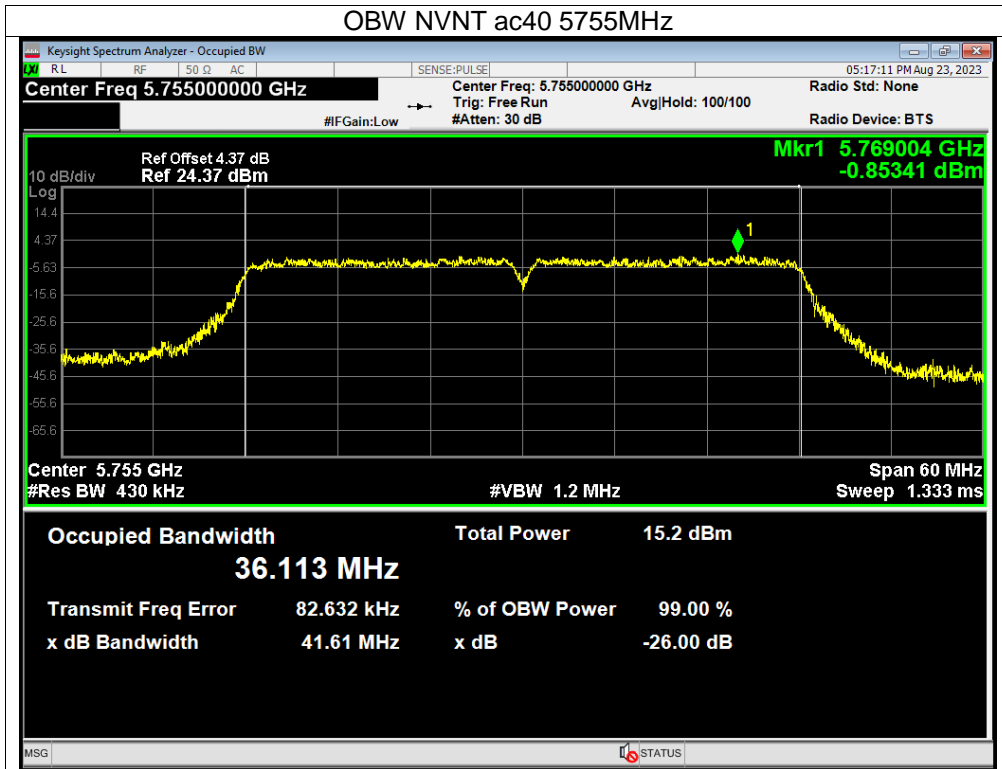 OBW NVNT ac40 5755MHz
Keysight Spectrum Analyzer - Occupied BW
LXI RL RF 50 Ω AC SENSE:PULSE 05:17:11 PM Aug 23, 2023
Center Freq 5.755000000 GHz Center Freq: 5.755000000 GHz Radio Std: None
Trig: Free Run Avg|Hold: 100/100
#IFGain:Low #Atten: 30 dB Radio Device: BTS
Mkr1 5.769004 GHz
Ref Offset 4.37 dB
10 dB/div Ref 24.37 dBm -0.85341 dBm
Log
14.4
1
4.37
-5.63
-15.6
-25.6
-35.6
-45.6
-55.6
-65.6
Center 5.755 GHz Span 60 MHz
#Res BW 430 kHz #VBW 1.2 MHz Sweep 1.333 ms
Occupied Bandwidth Total Power 15.2 dBm
36.113 MHz
Transmit Freq Error 82.632 kHz % of OBW Power 99.00 %
x dB Bandwidth 41.61 MHz x dB -26.00 dB
MSG STATUS